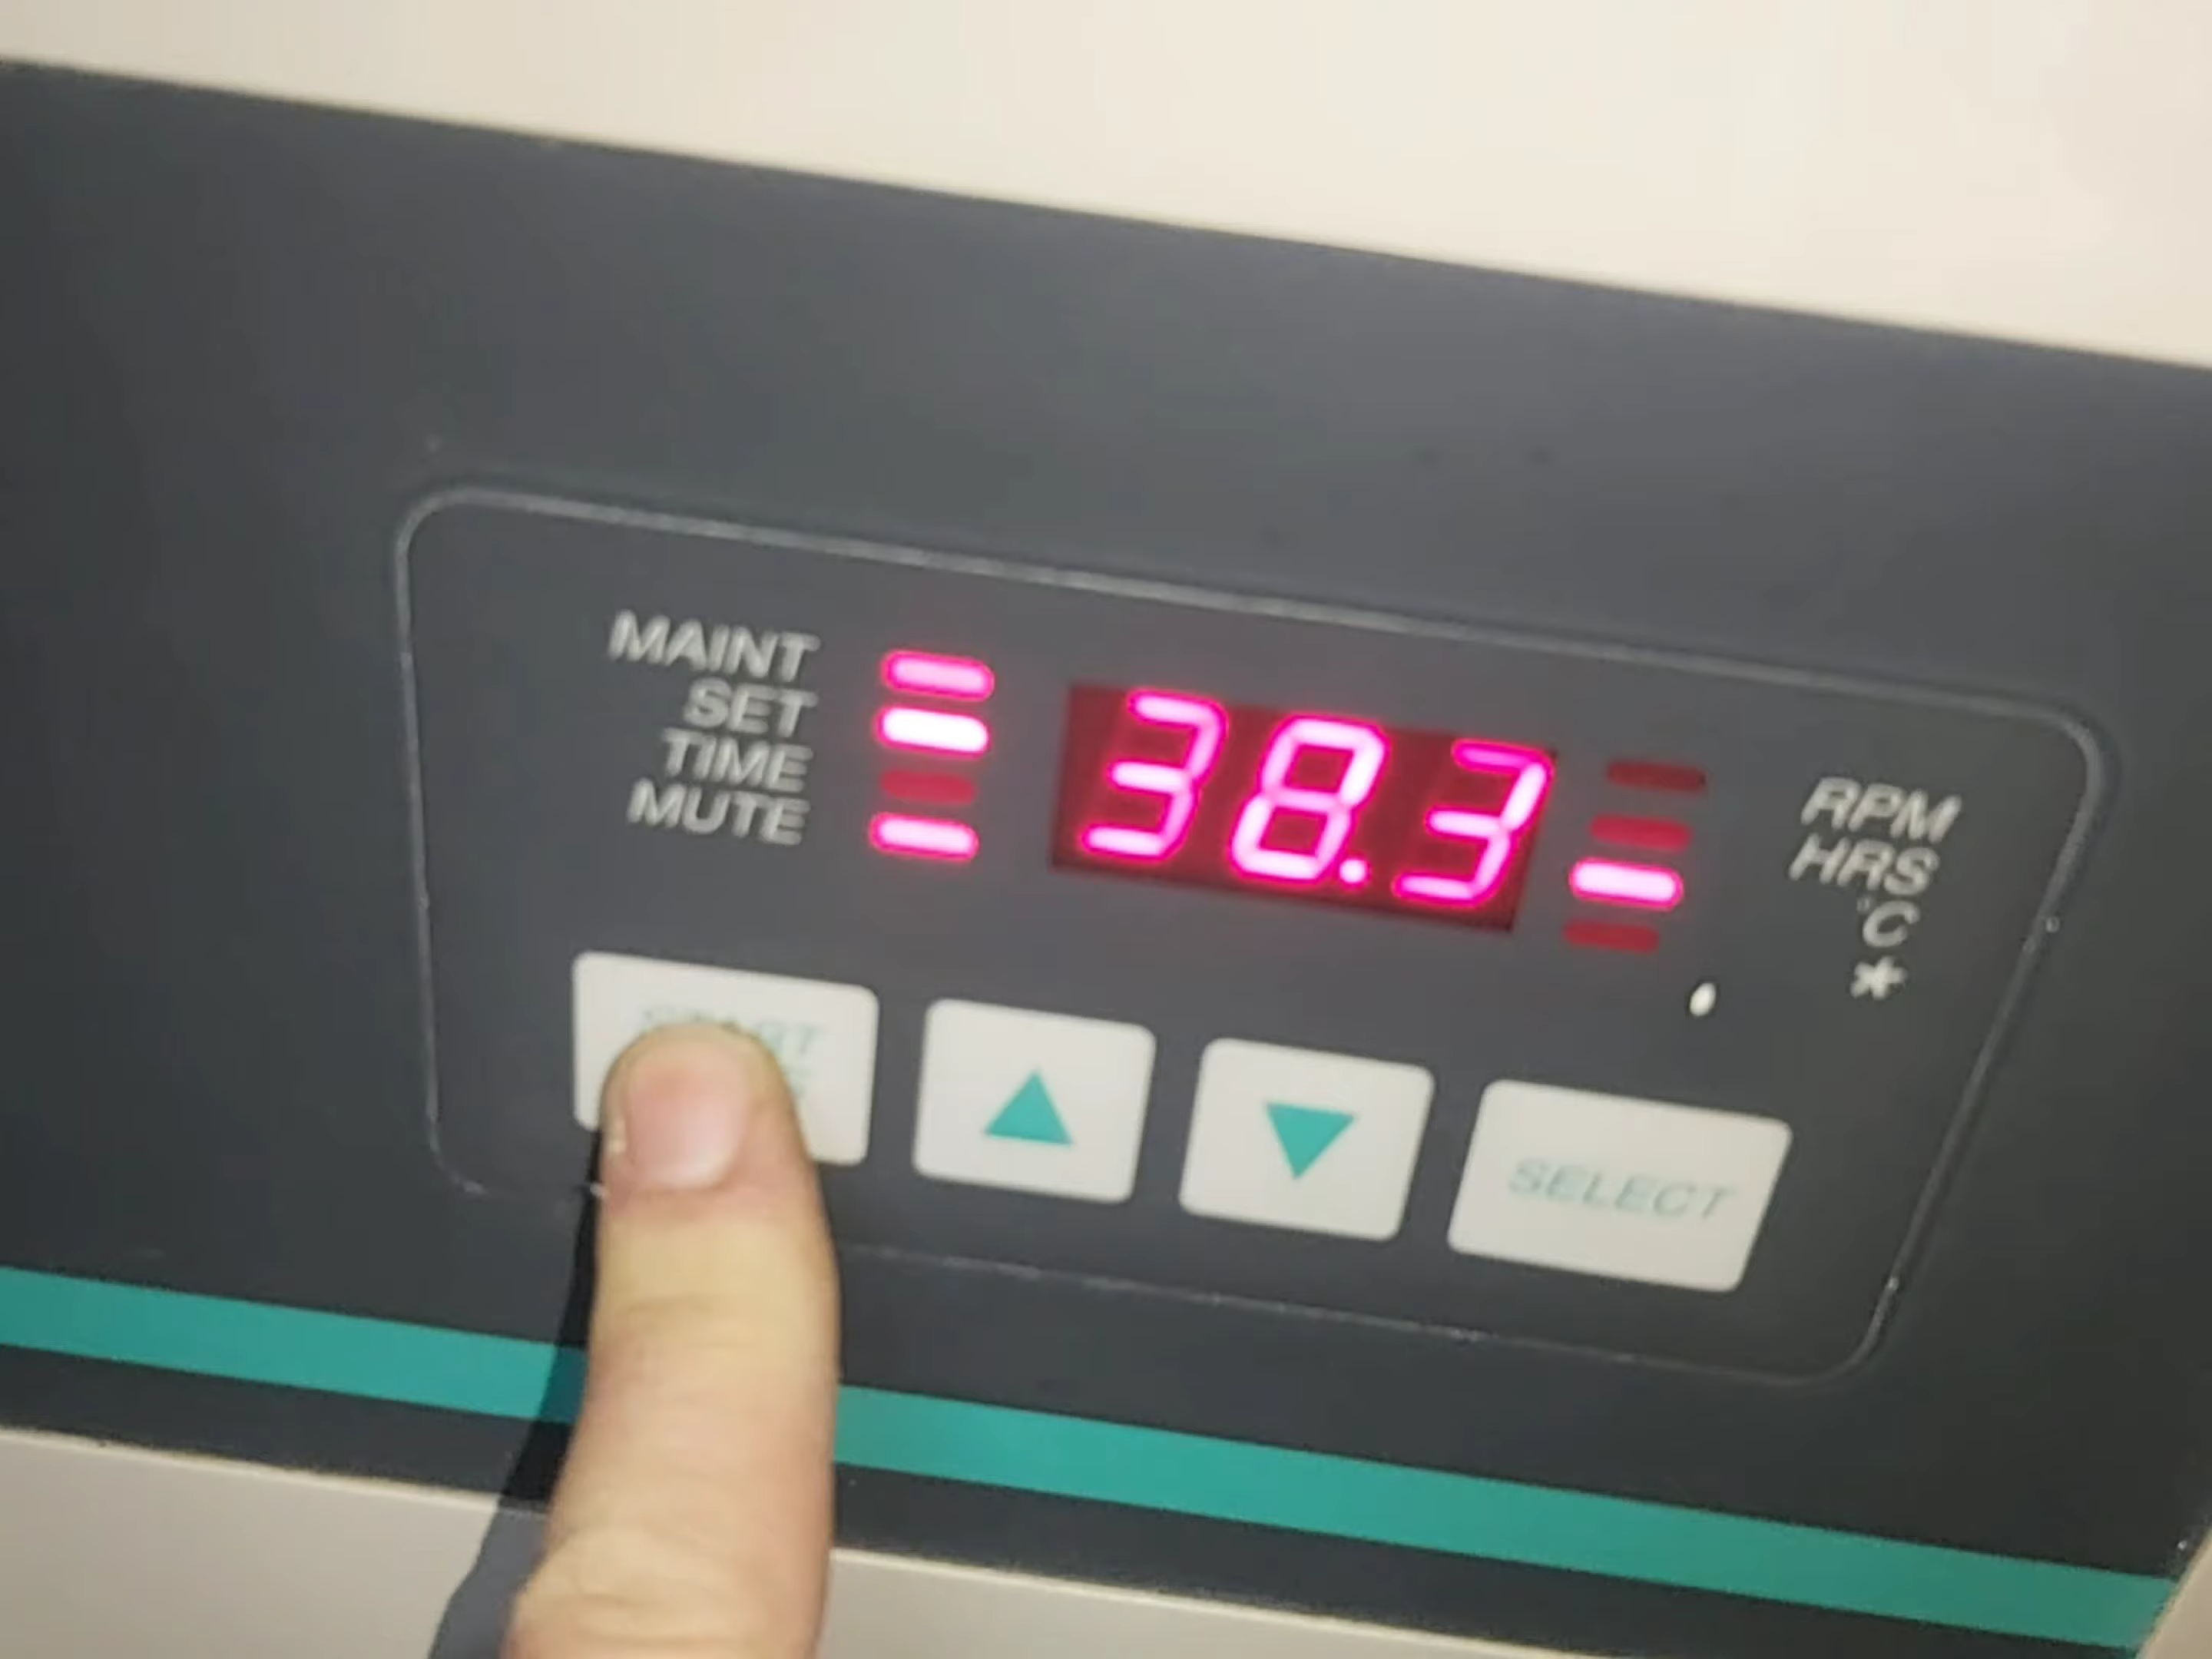 MAINT
SET
TIME
MUTE
38.3
RPM
HRS
°C
*
SELECT